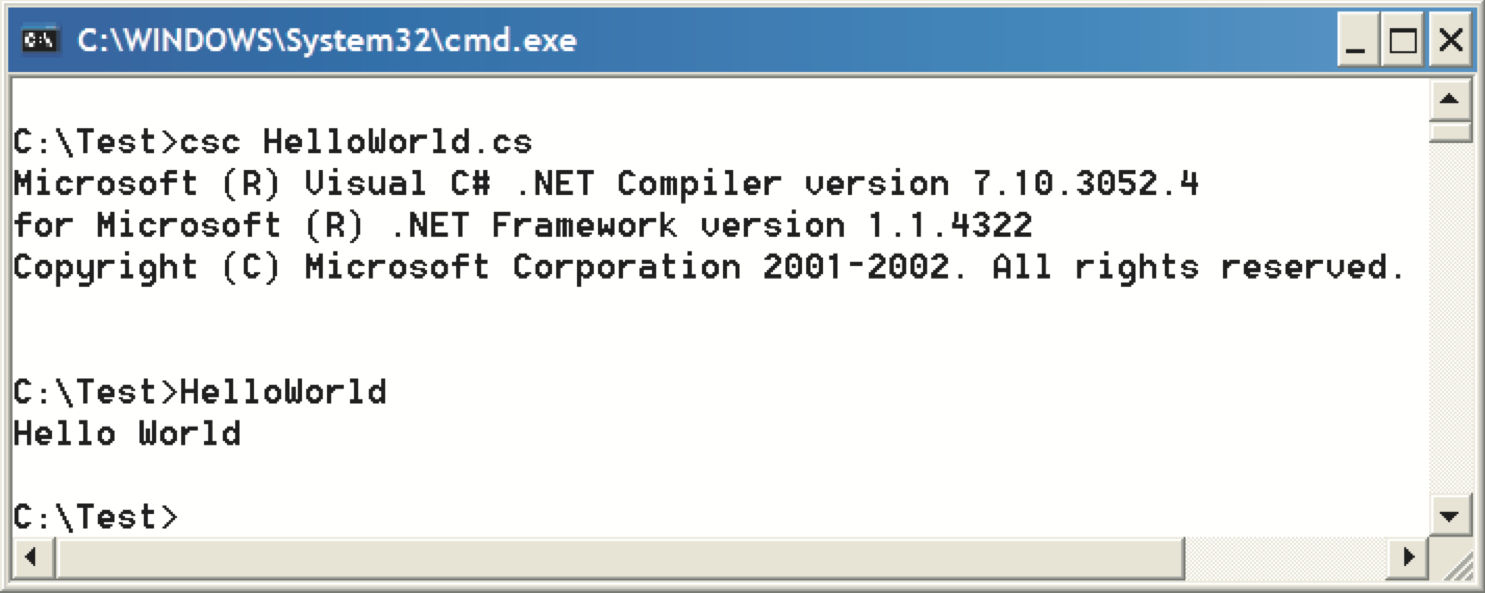 C:\WINDOWS\System32\cmd.exe
C:\Test>csc HelloWorld.cs
Microsoft (R) Visual C# .NET Compiler version 7.10.3052.4
for Microsoft (R) .NET Framework version 1.1.4322
Copyright (C) Microsoft Corporation 2001-2002. All rights reserved.
C:\Test>HelloWorld
Hello World
C:\Test>